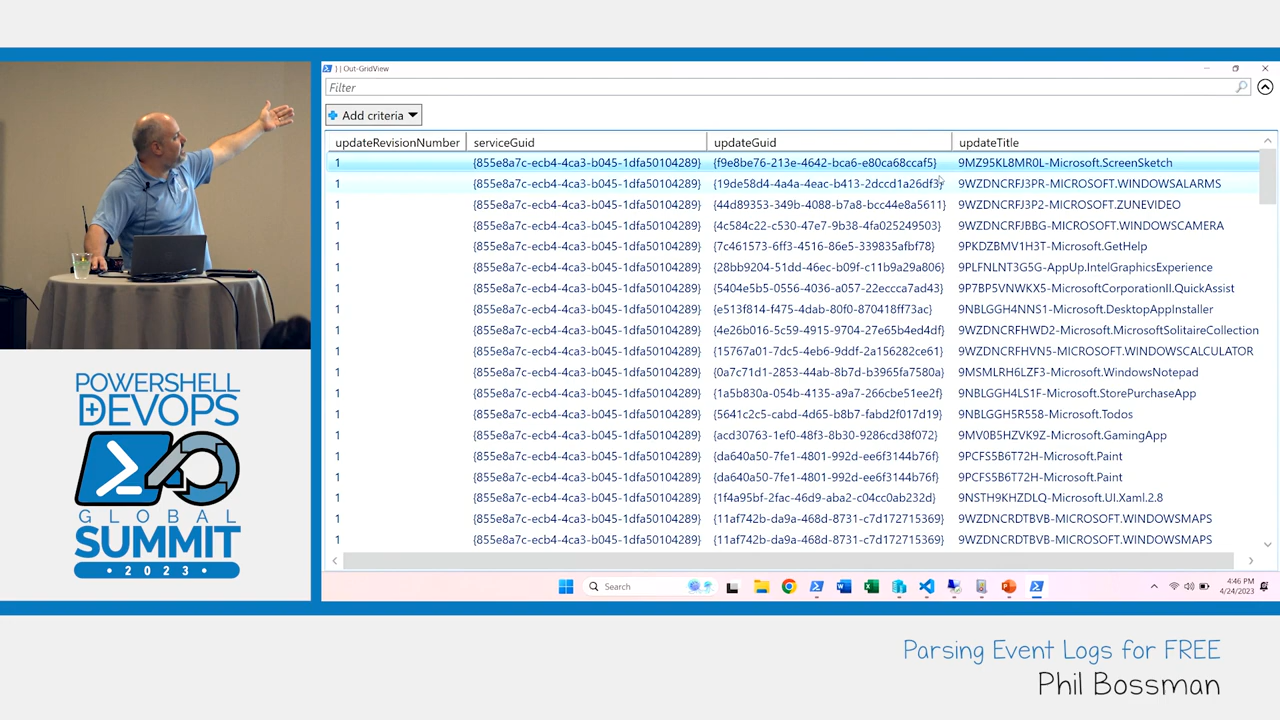 ] | Out-GridView
Filter
Add criteria
updateRevisionNumber serviceGuid updateGuid updateTitle
1 {855e8a7c-ecb4-4ca3-b045-1dfa50104289} {f9e8be76-213e-4642-bca6-e80ca68ccaf5} 9MZ95KL8MR0L-Microsoft.ScreenSketch
1 {855e8a7c-ecb4-4ca3-b045-1dfa50104289} {19de58d4-4a4a-4eac-b413-2dccd1a26df3} 9WZDNCRFJ3PR-MICROSOFT.WINDOWSALARMS
1 {855e8a7c-ecb4-4ca3-b045-1dfa50104289} {44d89353-349b-4088-b7a8-bcc44e8a5611} 9WZDNCRFJ3P2-MICROSOFT.ZUNEVIDEO
1 {855e8a7c-ecb4-4ca3-b045-1dfa50104289} {4c584c22-c530-47e7-9b38-4fa025249503} 9WZDNCRFJBBG-MICROSOFT.WINDOWSCAMERA
1 {855e8a7c-ecb4-4ca3-b045-1dfa50104289} {7c461573-6ff3-4516-86e5-339835afbf78} 9PKDZBMV1H3T-Microsoft.GetHelp
1 {855e8a7c-ecb4-4ca3-b045-1dfa50104289} {28bb9204-51dd-46ec-b09f-c11b9a29a806} 9PLFNLNT3G5G-AppUp.IntelGraphicsExperience
1 {855e8a7c-ecb4-4ca3-b045-1dfa50104289} {5404e5b5-0556-4036-a057-22eccca7ad43} 9P7BP5VNWKX5-MicrosoftCorporationII.QuickAssist
1 {855e8a7c-ecb4-4ca3-b045-1dfa50104289} {e513f814-f475-4dab-80f0-870418ff73ac} 9NBLGGH4NNS1-Microsoft.DesktopAppInstaller
1 {855e8a7c-ecb4-4ca3-b045-1dfa50104289} {4e26b016-5c59-4915-9704-27e65b4ed4df} 9WZDNCRFHWD2-Microsoft.MicrosoftSolitaireCollection
1 {855e8a7c-ecb4-4ca3-b045-1dfa50104289} {15767a01-7dc5-4eb6-9ddf-2a156282ce61} 9WZDNCRFHVN5-MICROSOFT.WINDOWSCALCULATOR
1 {855e8a7c-ecb4-4ca3-b045-1dfa50104289} {0a7c71d1-2853-44ab-8b7d-b3965fa7580a} 9MSMLRH6LZF3-Microsoft.WindowsNotepad
1 {855e8a7c-ecb4-4ca3-b045-1dfa50104289} {1a5b830a-054b-4135-a9a7-266cbe51ee2f} 9NBLGGH4LS1F-Microsoft.StorePurchaseApp
1 {855e8a7c-ecb4-4ca3-b045-1dfa50104289} {5641c2c5-cabd-4d65-b8b7-fabd2f017d19} 9NBLGGH5R558-Microsoft.Todos
1 {855e8a7c-ecb4-4ca3-b045-1dfa50104289} {acd30763-1ef0-48f3-8b30-9286cd38f072} 9MV0B5HZVK9Z-Microsoft.GamingApp
1 {855e8a7c-ecb4-4ca3-b045-1dfa50104289} {da640a50-7fe1-4801-992d-ee6f3144b76f} 9PCFS5B6T72H-Microsoft.Paint
1 {855e8a7c-ecb4-4ca3-b045-1dfa50104289} {da640a50-7fe1-4801-992d-ee6f3144b76f} 9PCFS5B6T72H-Microsoft.Paint
1 {855e8a7c-ecb4-4ca3-b045-1dfa50104289} {1f4a95bf-2fac-46d9-aba2-c04cc0ab232d} 9NSTH9KHZDLQ-Microsoft.UI.Xaml.2.8
1 {855e8a7c-ecb4-4ca3-b045-1dfa50104289} {11af742b-da9a-468d-8731-c7d172715369} 9WZDNCRDTBVB-MICROSOFT.WINDOWSMAPS
1 {855e8a7c-ecb4-4ca3-b045-1dfa50104289} {11af742b-da9a-468d-8731-c7d172715369} 9WZDNCRDTBVB-MICROSOFT.WINDOWSMAPS
Search
4:46 PM
4/24/2023
POWERSHELL
+DEVOPS
GLOBAL
SUMMIT
• 2023 •
Parsing Event Logs for FREE
Phil Bossman